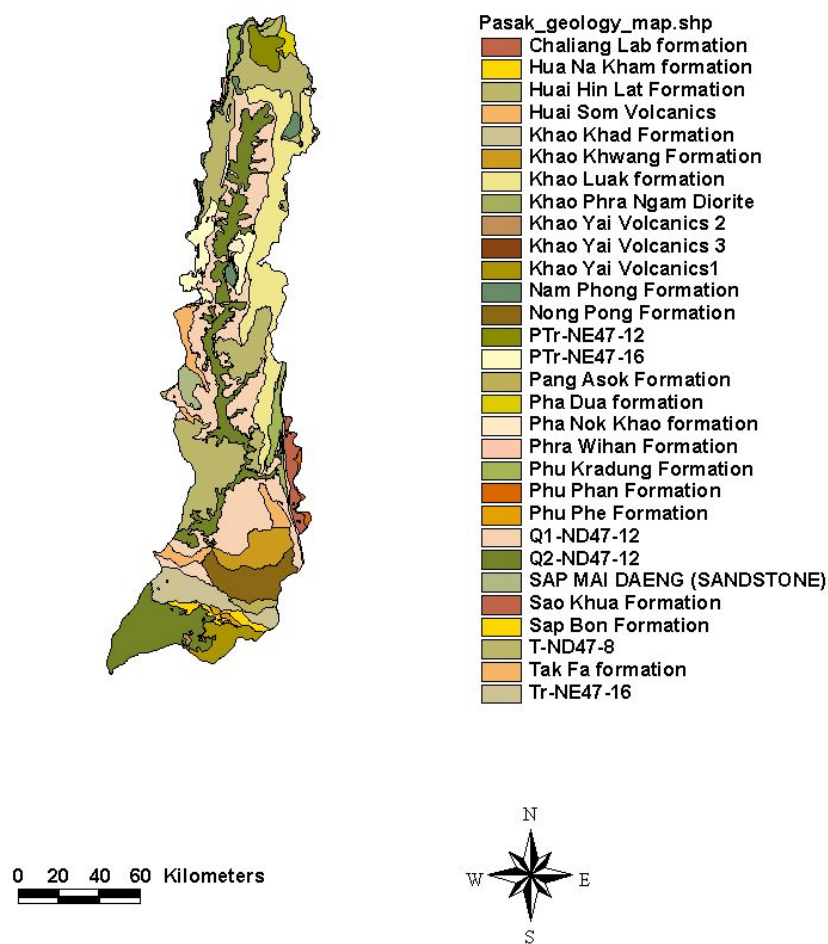 Pasak_geology_map.shp
Chaliang Lab formation
Hua Na Kham formation
Huai Hin Lat Formation
Huai Som Volcanics
Khao Khad Formation
Khao Khwang Formation
Khao Luak formation
Khao Phra Ngam Diorite
Khao Yai Volcanics 2
Khao Yai Volcanics 3
Khao Yai Volcanics1
Nam Phong Formation
Nong Pong Formation
PTr-NE47-12
PTr-NE47-16
Pang Asok Formation
Pha Dua formation
Pha Nok Khao formation
Phra Wihan Formation
Phu Kradung Formation
Phu Phan Formation
Phu Phe Formation
Q1-ND47-12
Q2-ND47-12
SAP MAI DAENG (SANDSTONE)
Sao Khua Formation
Sap Bon Formation
T-ND47-8
Tak Fa formation
Tr-NE47-16
N
W E
S
0 20 40 60 Kilometers